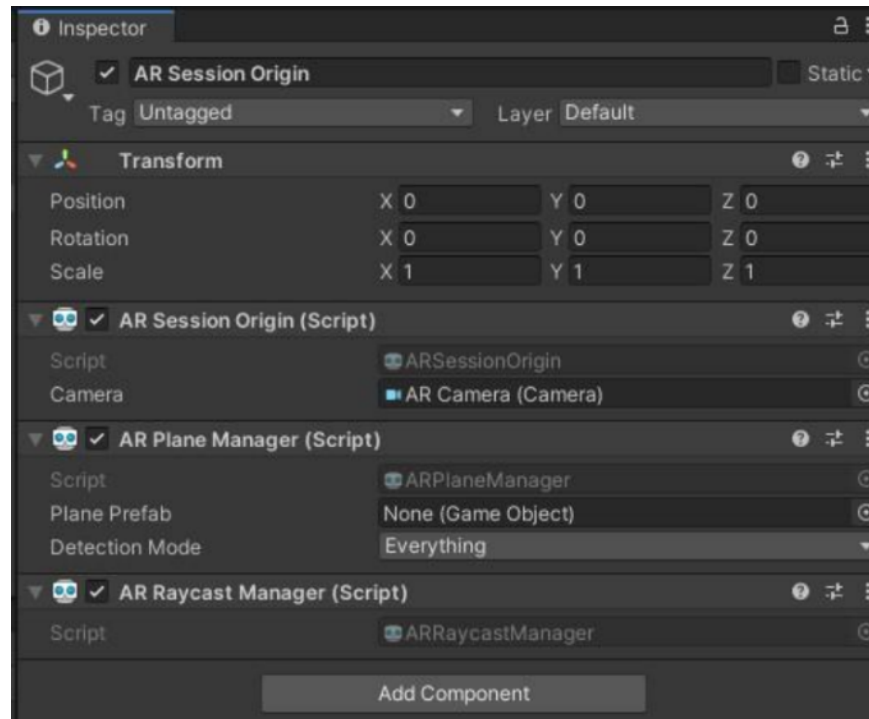 Inspector
AR Session Origin Static
Tag Untagged Layer Default
Transform
Position X 0 Y 0 Z 0
Rotation X 0 Y 0 Z 0
Scale X 1 Y 1 Z 1
AR Session Origin (Script)
Script ARSessionOrigin
Camera AR Camera (Camera)
AR Plane Manager (Script)
Script ARPlaneManager
Plane Prefab None (Game Object)
Detection Mode Everything
AR Raycast Manager (Script)
Script ARRaycastManager
Add Component